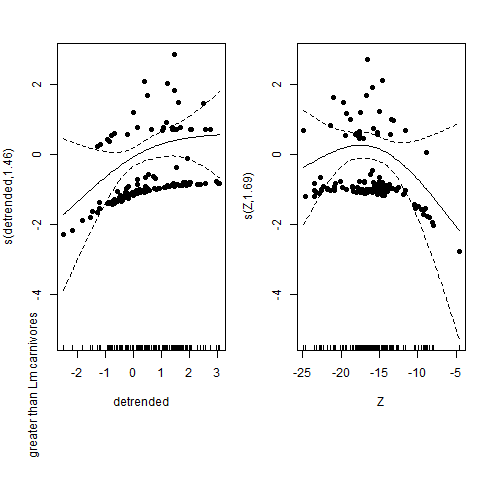 s(detrended,1.46)
greater than Lm carnivores
2
0
-2
-4
-2 -1 0 1 2 3
detrended
s(Z,1.69)
2
0
-2
-4
-25 -20 -15 -10 -5
Z